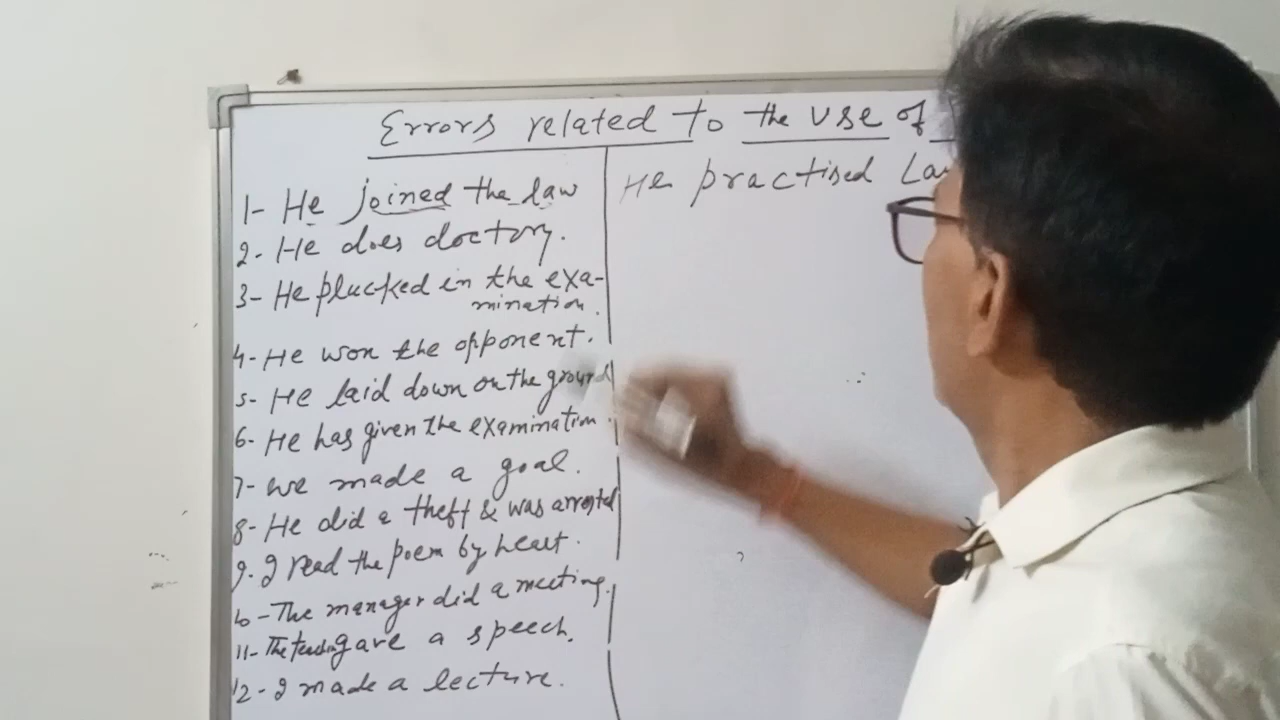 Errors related to the use of
1- He joined the law
He practised La
2- He does doctory.
3- He plucked in the exa-
mination.
4- He won the opponent.
5- He laid down on the ground
6- He has given the examination.
7- we made a goal.
8- He did a theft & was arrested
9. I read the poem by heart.
10- The manager did a meeting.
11- The gave a speech.
12- I made a lecture.